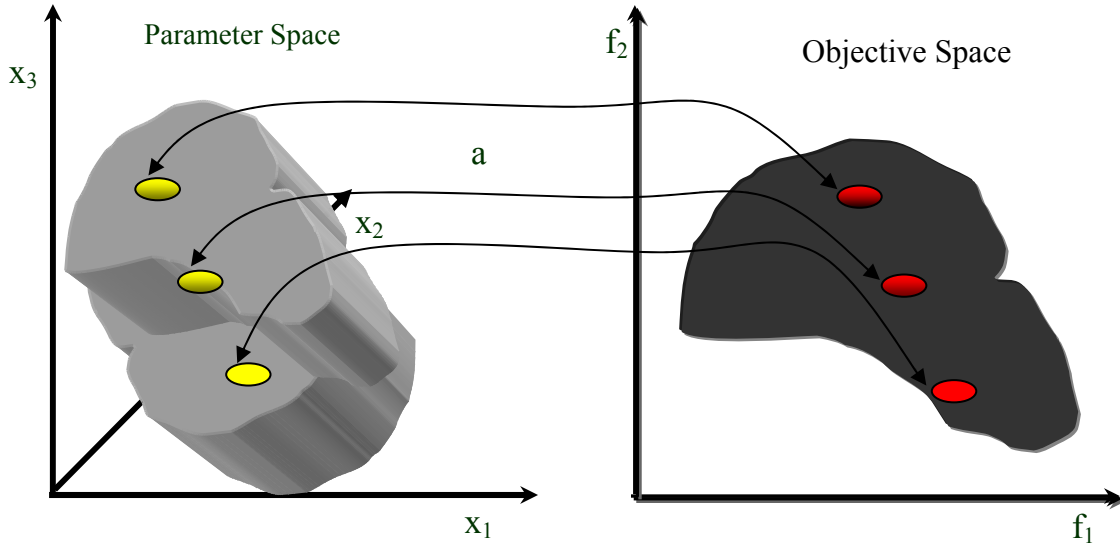 Parameter Space
f₂
Objective Space
x₃
a
x₂
x₁
f₁